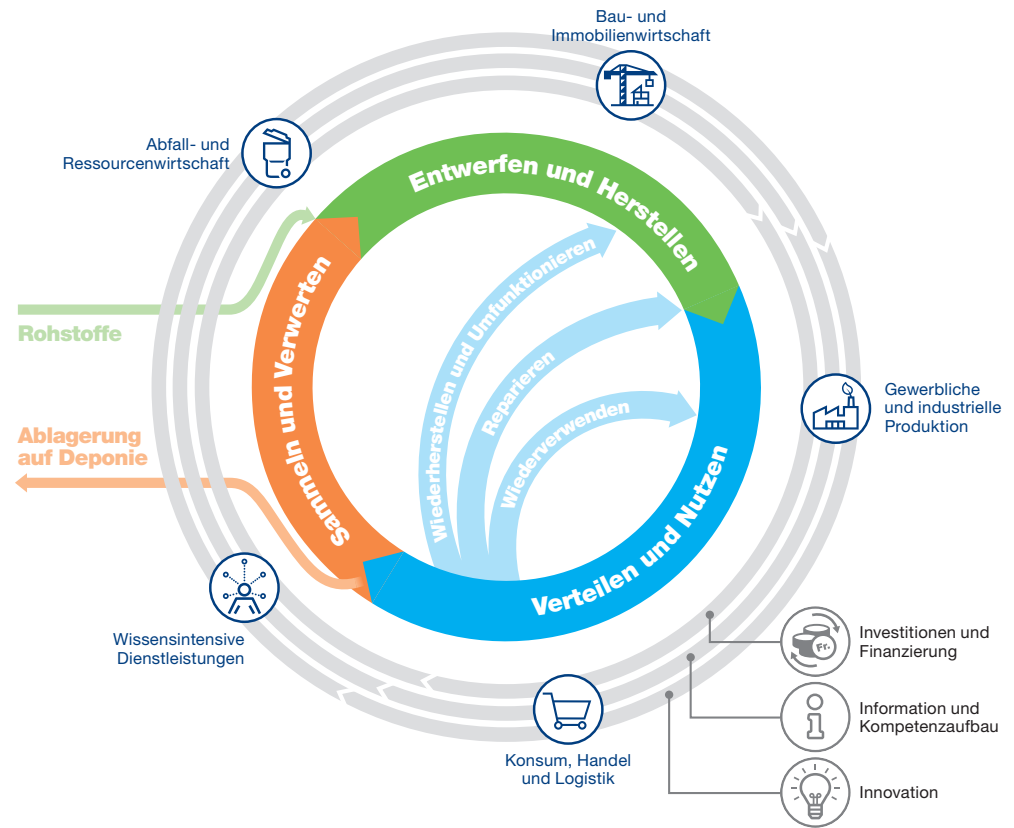 Bau- und
Immobilienwirtschaft
Abfall- und
Ressourcenwirtschaft
Entwerfen und Herstellen
Sammeln und Verwerten
Wiederherstellen und Umfunktionieren
Reparieren
Wiederverwenden
Verteilen und Nutzen
Rohstoffe
Ablagerung
auf Deponie
Gewerbliche
und industrielle
Produktion
Wissensintensive
Dienstleistungen
Konsum, Handel
und Logistik
Fr.
Investitionen und
Finanzierung
Information und
Kompetenzaufbau
Innovation